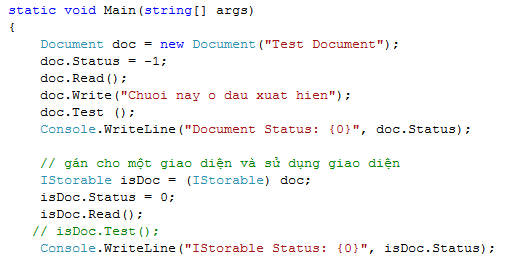 static void Main(string[] args)
{
    Document doc = new Document("Test Document");
    doc.Status = -1;
    doc.Read();
    doc.Write("Chuoi nay o dau xuat hien");
    doc.Test ();
    Console.WriteLine("Document Status: {0}", doc.Status);
    // gán cho một giao diện và sử dụng giao diện
    IStorable isDoc = (IStorable) doc;
    isDoc.Status = 0;
    isDoc.Read();
   // isDoc.Test();
    Console.WriteLine("IStorable Status: {0}", isDoc.Status);